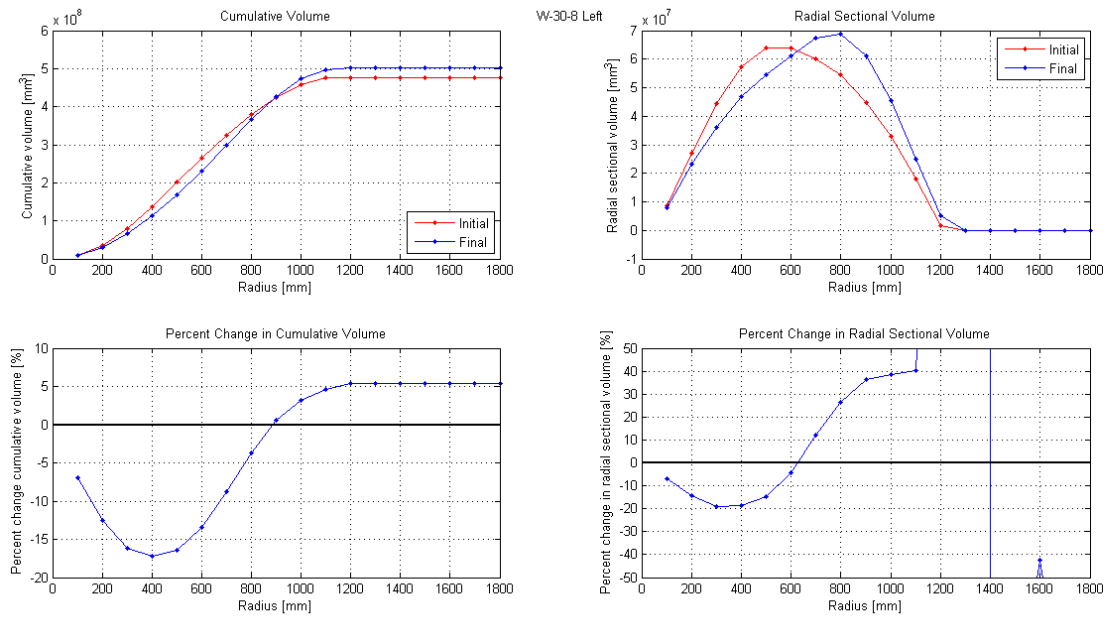 W-30-8 Left
Cumulative Volume
x 10^8
Cumulative volume [mm³]
6
5
4
3
2
1
0
0 200 400 600 800 1000 1200 1400 1600 1800
Radius [mm]
Initial
Final
Radial Sectional Volume
x 10^7
Radial sectional volume [mm³]
7
6
5
4
3
2
1
0
-1
0 200 400 600 800 1000 1200 1400 1600 1800
Radius [mm]
Initial
Final
Percent Change in Cumulative Volume
Percent change cumulative volume [%]
10
5
0
-5
-10
-15
-20
0 200 400 600 800 1000 1200 1400 1600 1800
Radius [mm]
Percent Change in Radial Sectional Volume
Percent change in radial sectional volume [%]
50
40
30
20
10
0
-10
-20
-30
-40
-50
0 200 400 600 800 1000 1200 1400 1600 1800
Radius [mm]